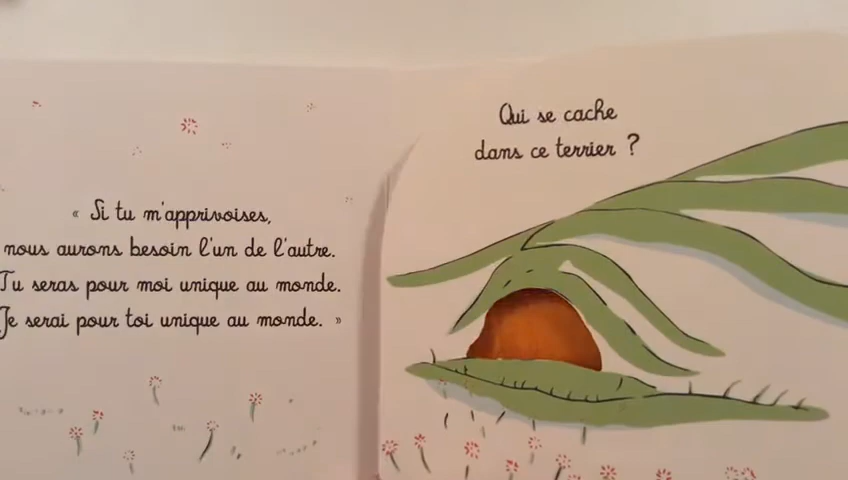 « Si tu m'apprivoises,
nous aurons besoin l'un de l'autre.
Tu seras pour moi unique au monde.
Je serai pour toi unique au monde. »
Qui se cache
dans ce terrier ?